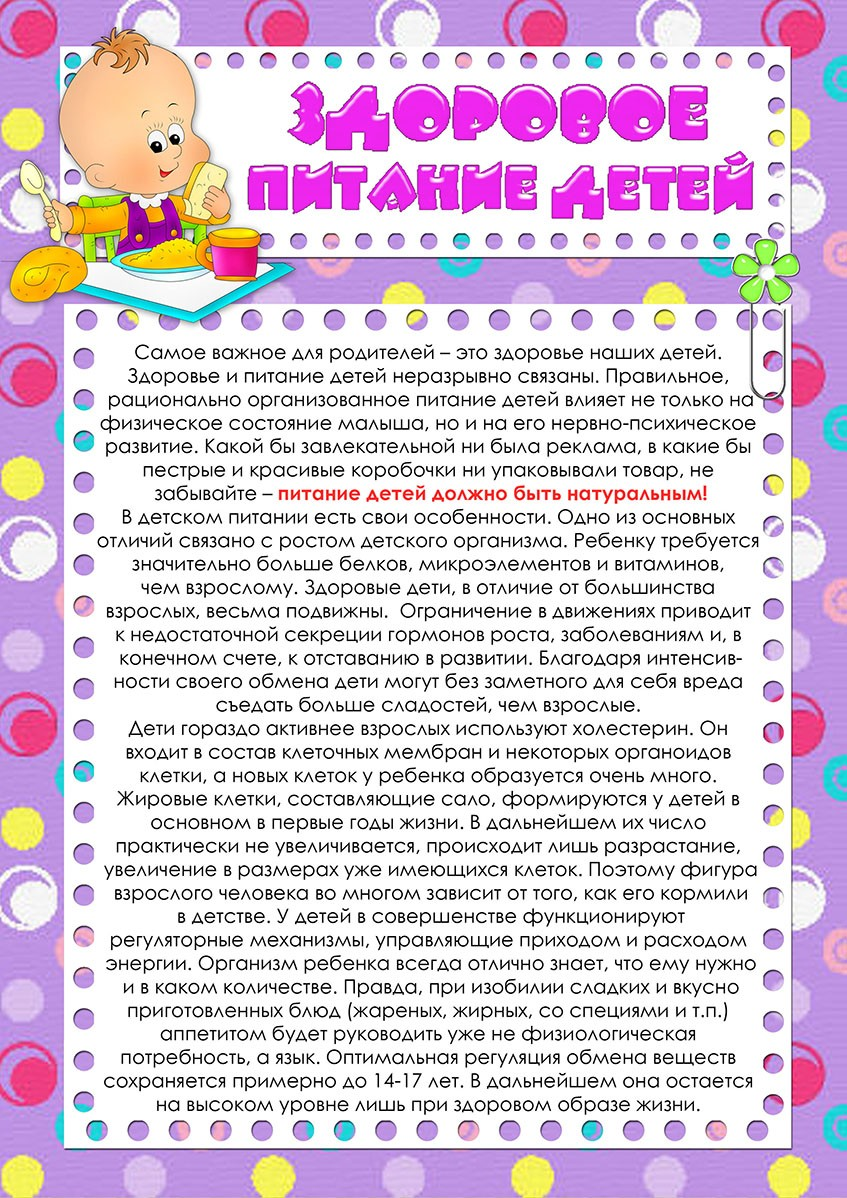 ЗДОРОВОЕ
ПИТАНИЕ ДЕТЕЙ
Самое важное для родителей – это здоровье наших детей.
Здоровье и питание детей неразрывно связаны. Правильное,
рационально организованное питание детей влияет не только на
физическое состояние малыша, но и на его нервно-психическое
развитие. Какой бы завлекательной ни была реклама, в какие бы
пестрые и красивые коробочки ни упаковывали товар, не
забывайте – питание детей должно быть натуральным!
В детском питании есть свои особенности. Одно из основных
отличий связано с ростом детского организма. Ребенку требуется
значительно больше белков, микроэлементов и витаминов,
чем взрослому. Здоровые дети, в отличие от большинства
взрослых, весьма подвижны. Ограничение в движениях приводит
к недостаточной секреции гормонов роста, заболеваниям и, в
конечном счете, к отставанию в развитии. Благодаря интенсив-
ности своего обмена дети могут без заметного для себя вреда
съедать больше сладостей, чем взрослые.
Дети гораздо активнее взрослых используют холестерин. Он
входит в состав клеточных мембран и некоторых органоидов
клетки, а новых клеток у ребенка образуется очень много.
Жировые клетки, составляющие сало, формируются у детей в
основном в первые годы жизни. В дальнейшем их число
практически не увеличивается, происходит лишь разрастание,
увеличение в размерах уже имеющихся клеток. Поэтому фигура
взрослого человека во многом зависит от того, как его кормили
в детстве. У детей в совершенстве функционируют
регуляторные механизмы, управляющие приходом и расходом
энергии. Организм ребенка всегда отлично знает, что ему нужно
и в каком количестве. Правда, при изобилии сладких и вкусно
приготовленных блюд (жареных, жирных, со специями и т.п.)
аппетитом будет руководить уже не физиологическая
потребность, а язык. Оптимальная регуляция обмена веществ
сохраняется примерно до 14-17 лет. В дальнейшем она остается
на высоком уровне лишь при здоровом образе жизни.